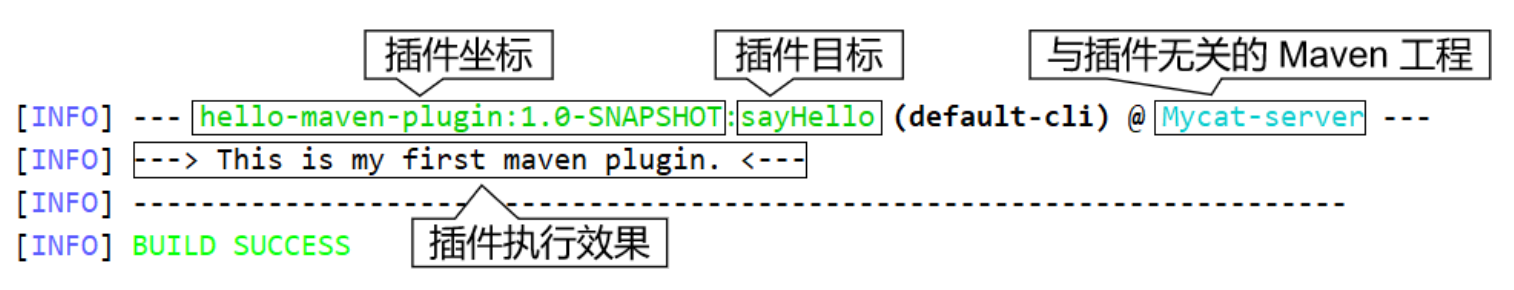 插件坐标 插件目标 与插件无关的 Maven 工程
[INFO] --- hello-maven-plugin:1.0-SNAPSHOT:sayHello (default-cli) @ Mycat-server ---
[INFO] ---> This is my first maven plugin. <---
[INFO] ------------------------------------------------------------------------
[INFO] BUILD SUCCESS
插件执行效果